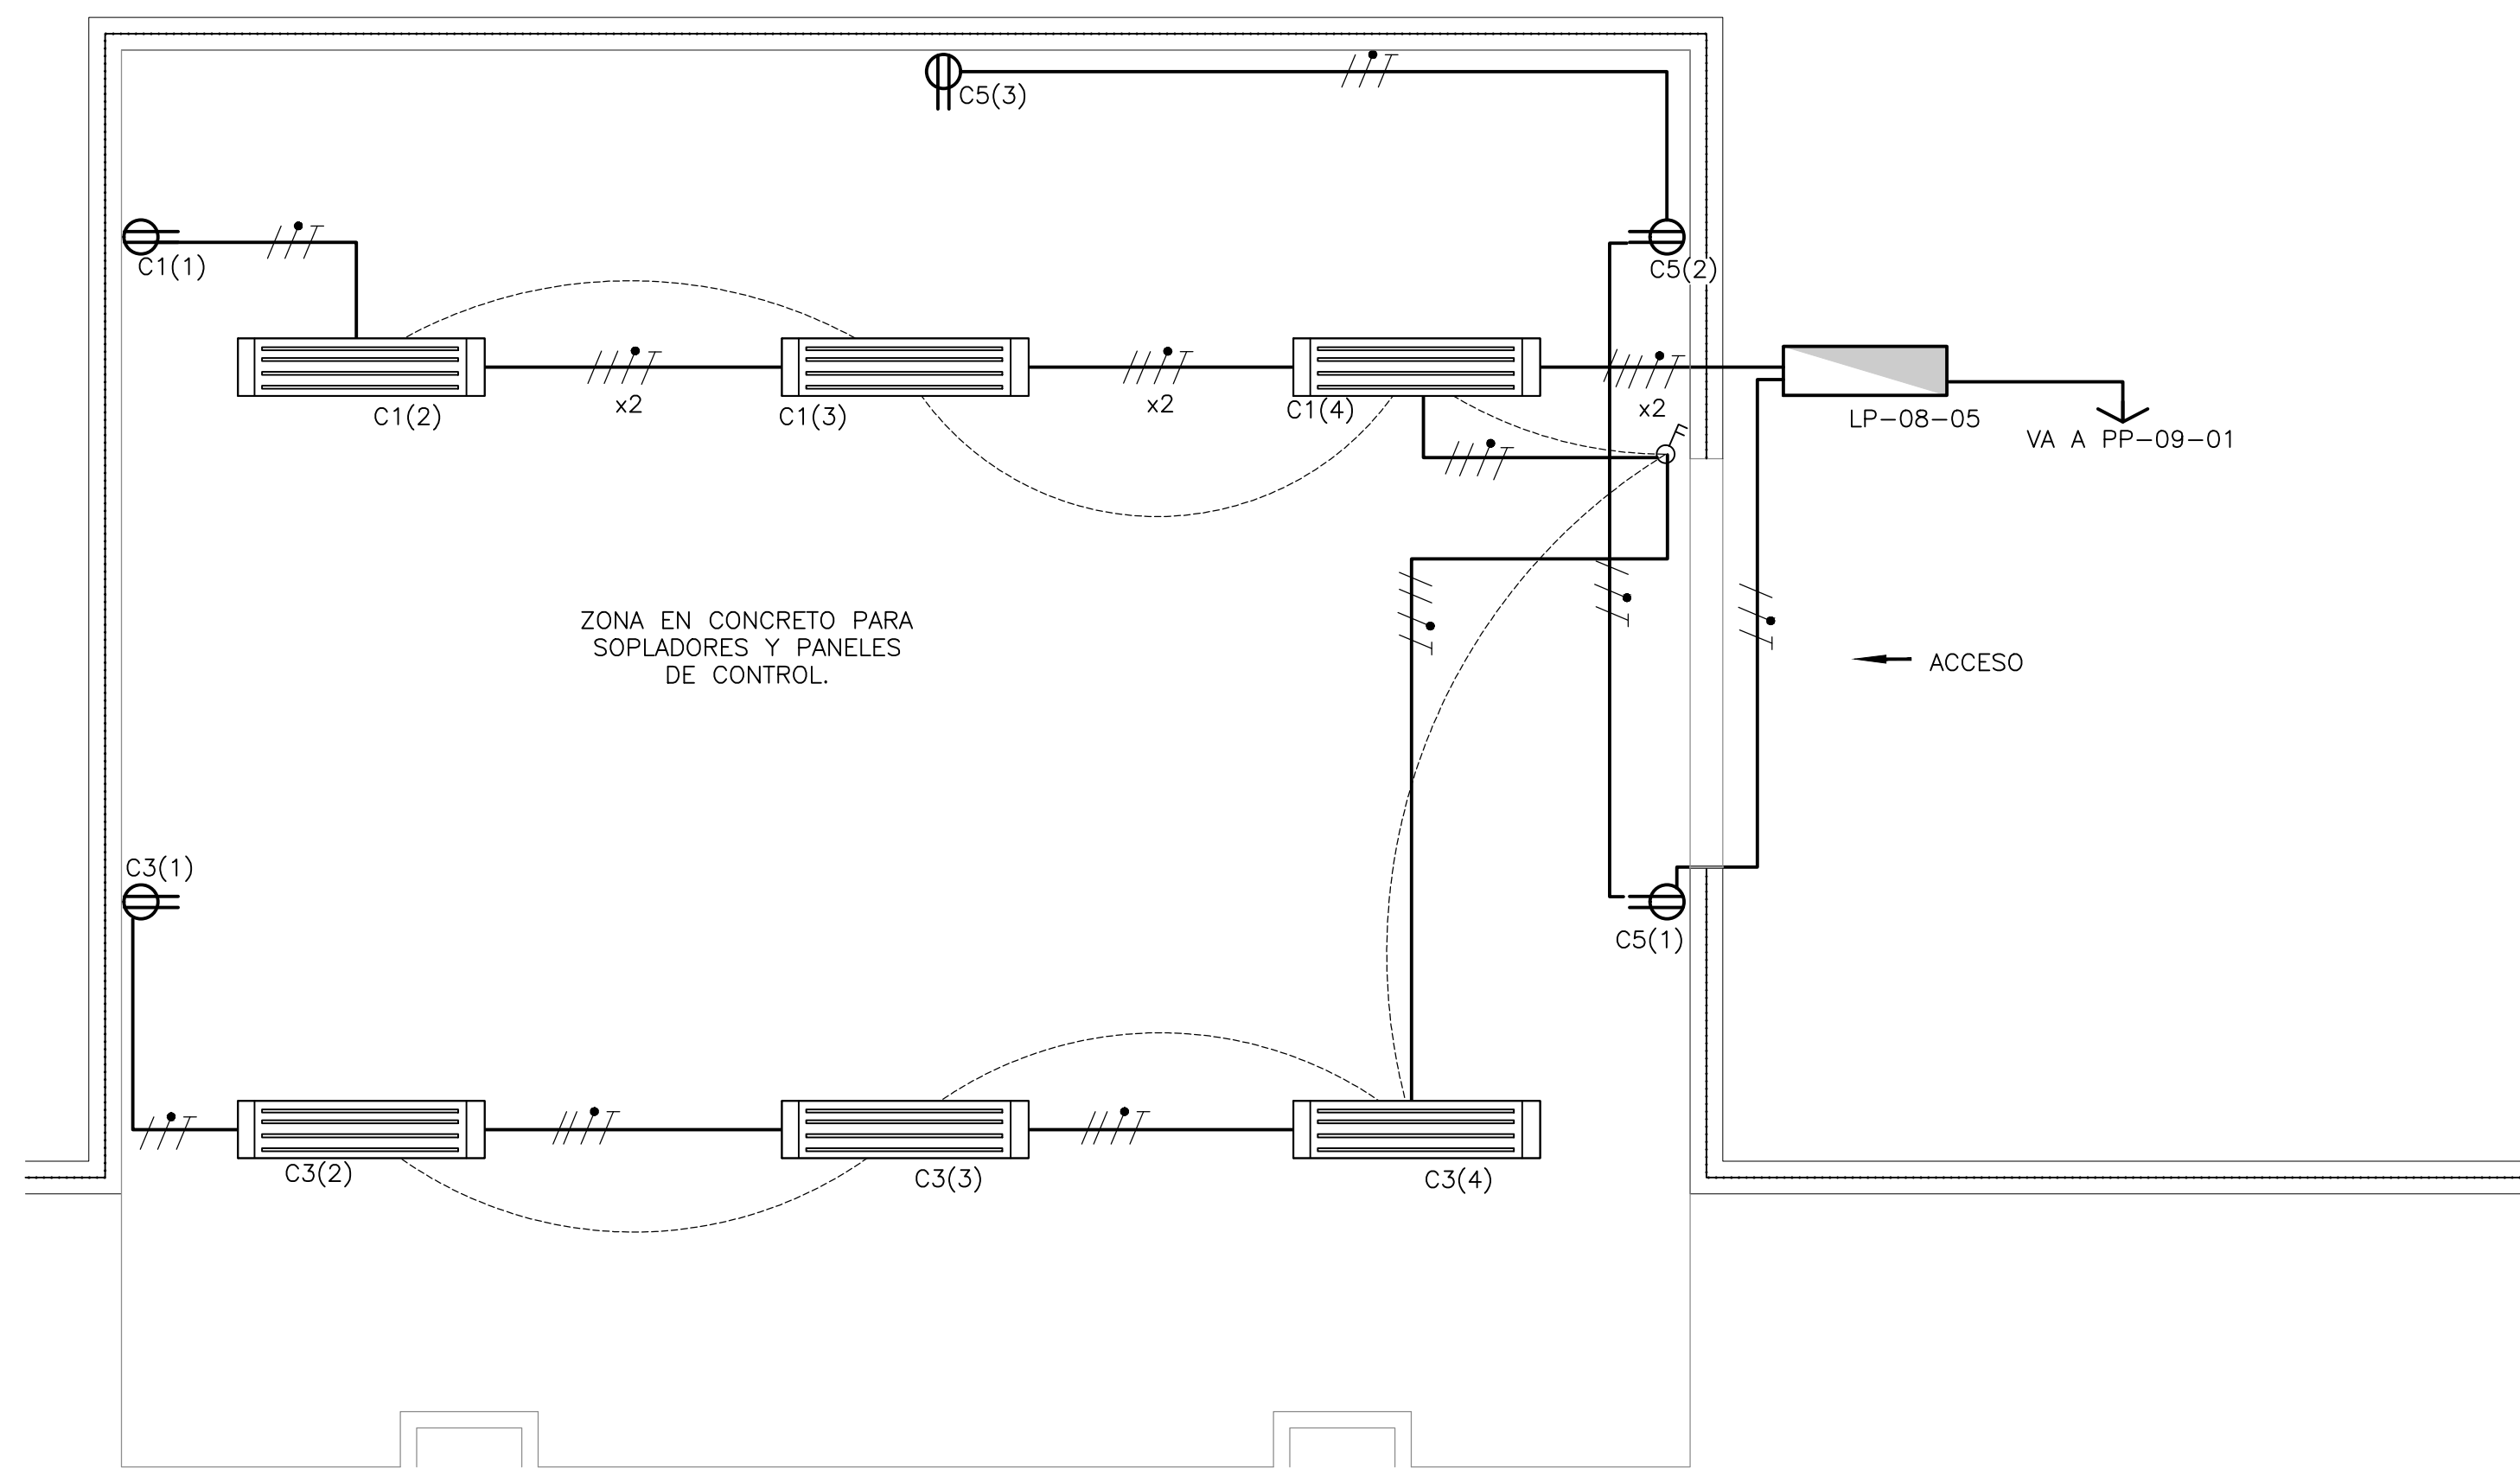 C5(3)
C1(1)
C5(2)
C1(2)
x2
C1(3)
x2
C1(4)
x2
LP-08-05
VA A PP-09-01
ZONA EN CONCRETO PARA
SOPLADORES Y PANELES
DE CONTROL.
ACCESO
C3(1)
C5(1)
C3(2)
C3(3)
C3(4)